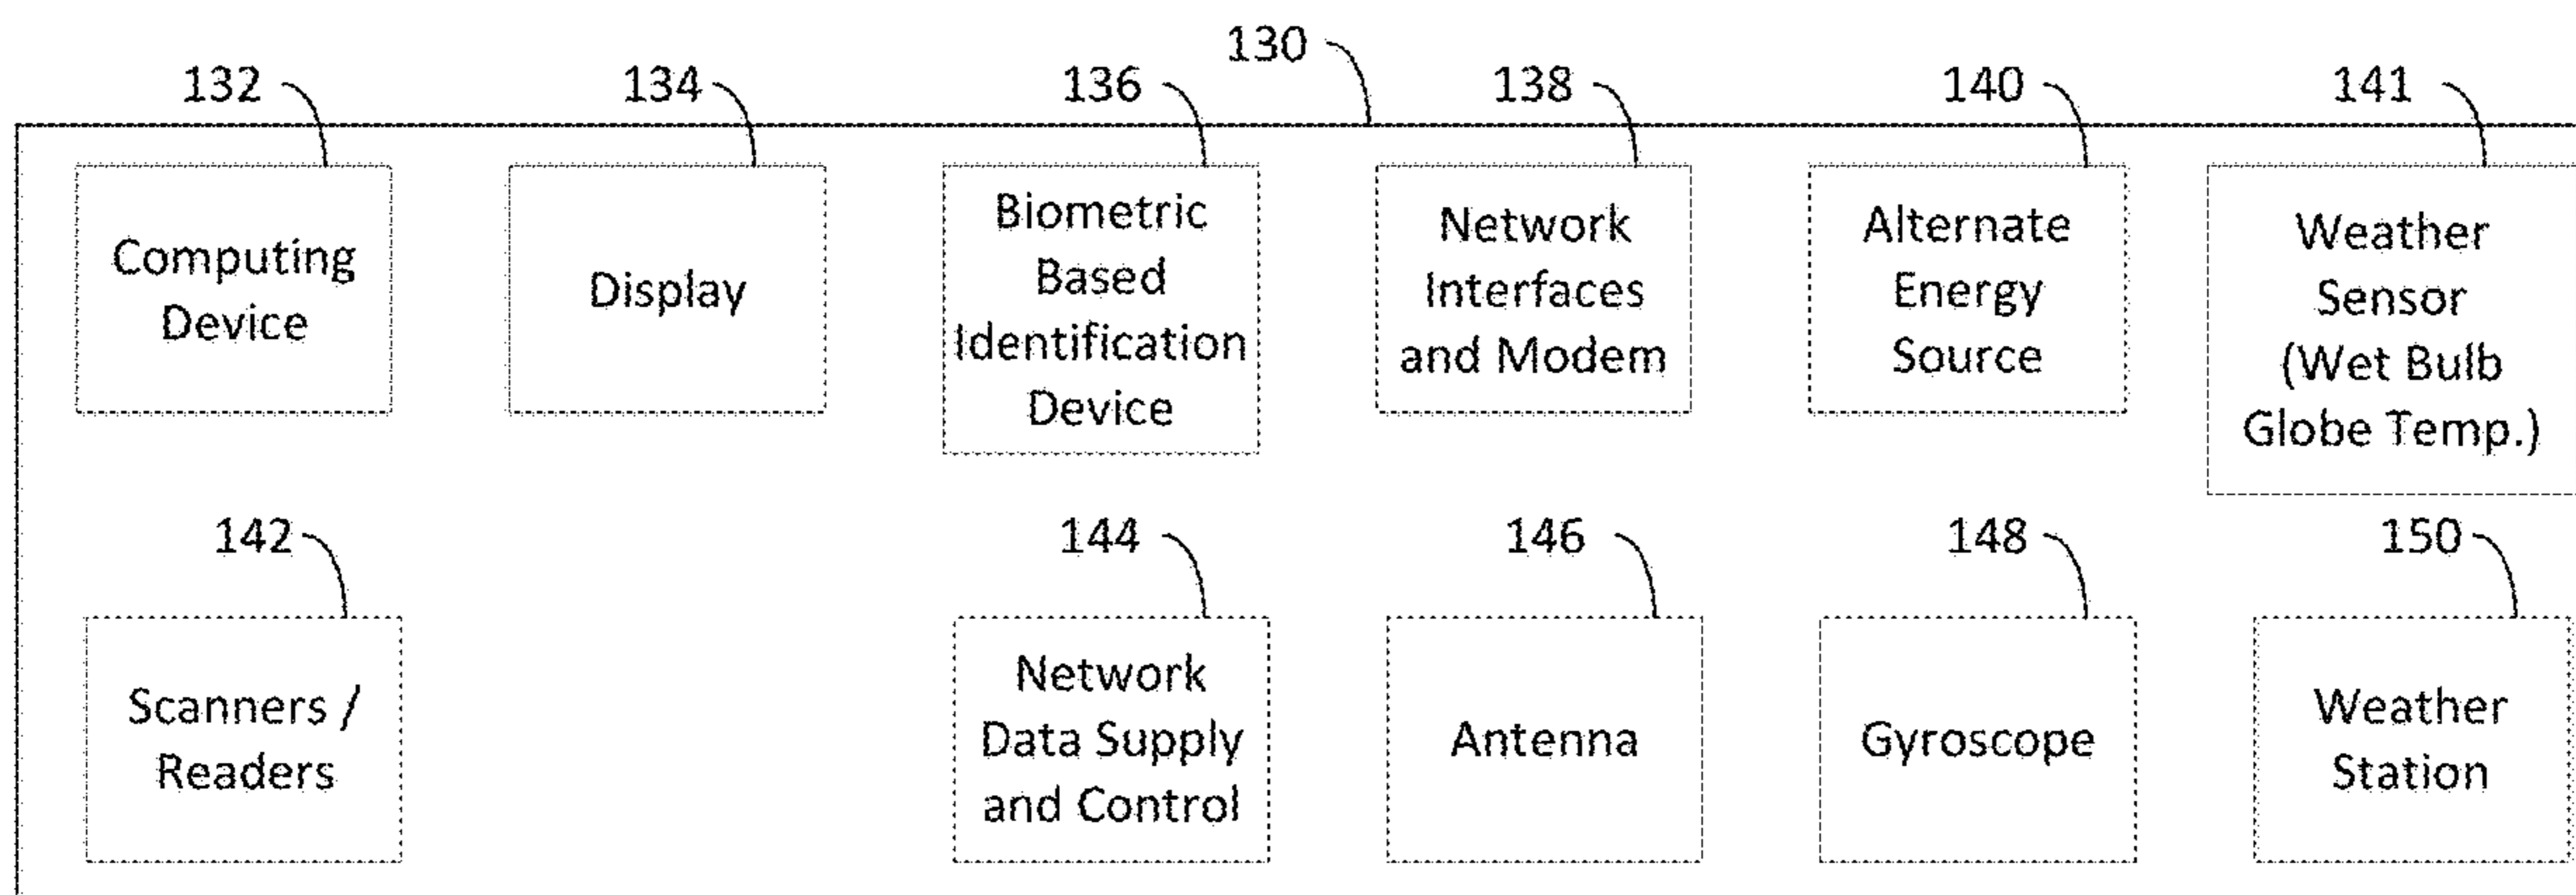 130
132
134
136
138
140
141
Computing
Device
Display
Biometric
Based
Identification
Device
Network
Interfaces
and Modem
Alternate
Energy
Source
Weather
Sensor
(Wet Bulb
Globe Temp.)
142
144
146
148
150
Scanners /
Readers
Network
Data Supply
and Control
Antenna
Gyroscope
Weather
Station